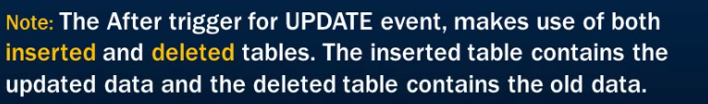 Note: The After trigger for UPDATE event, makes use of both
inserted and deleted tables. The inserted table contains the
updated data and the deleted table contains the old data.